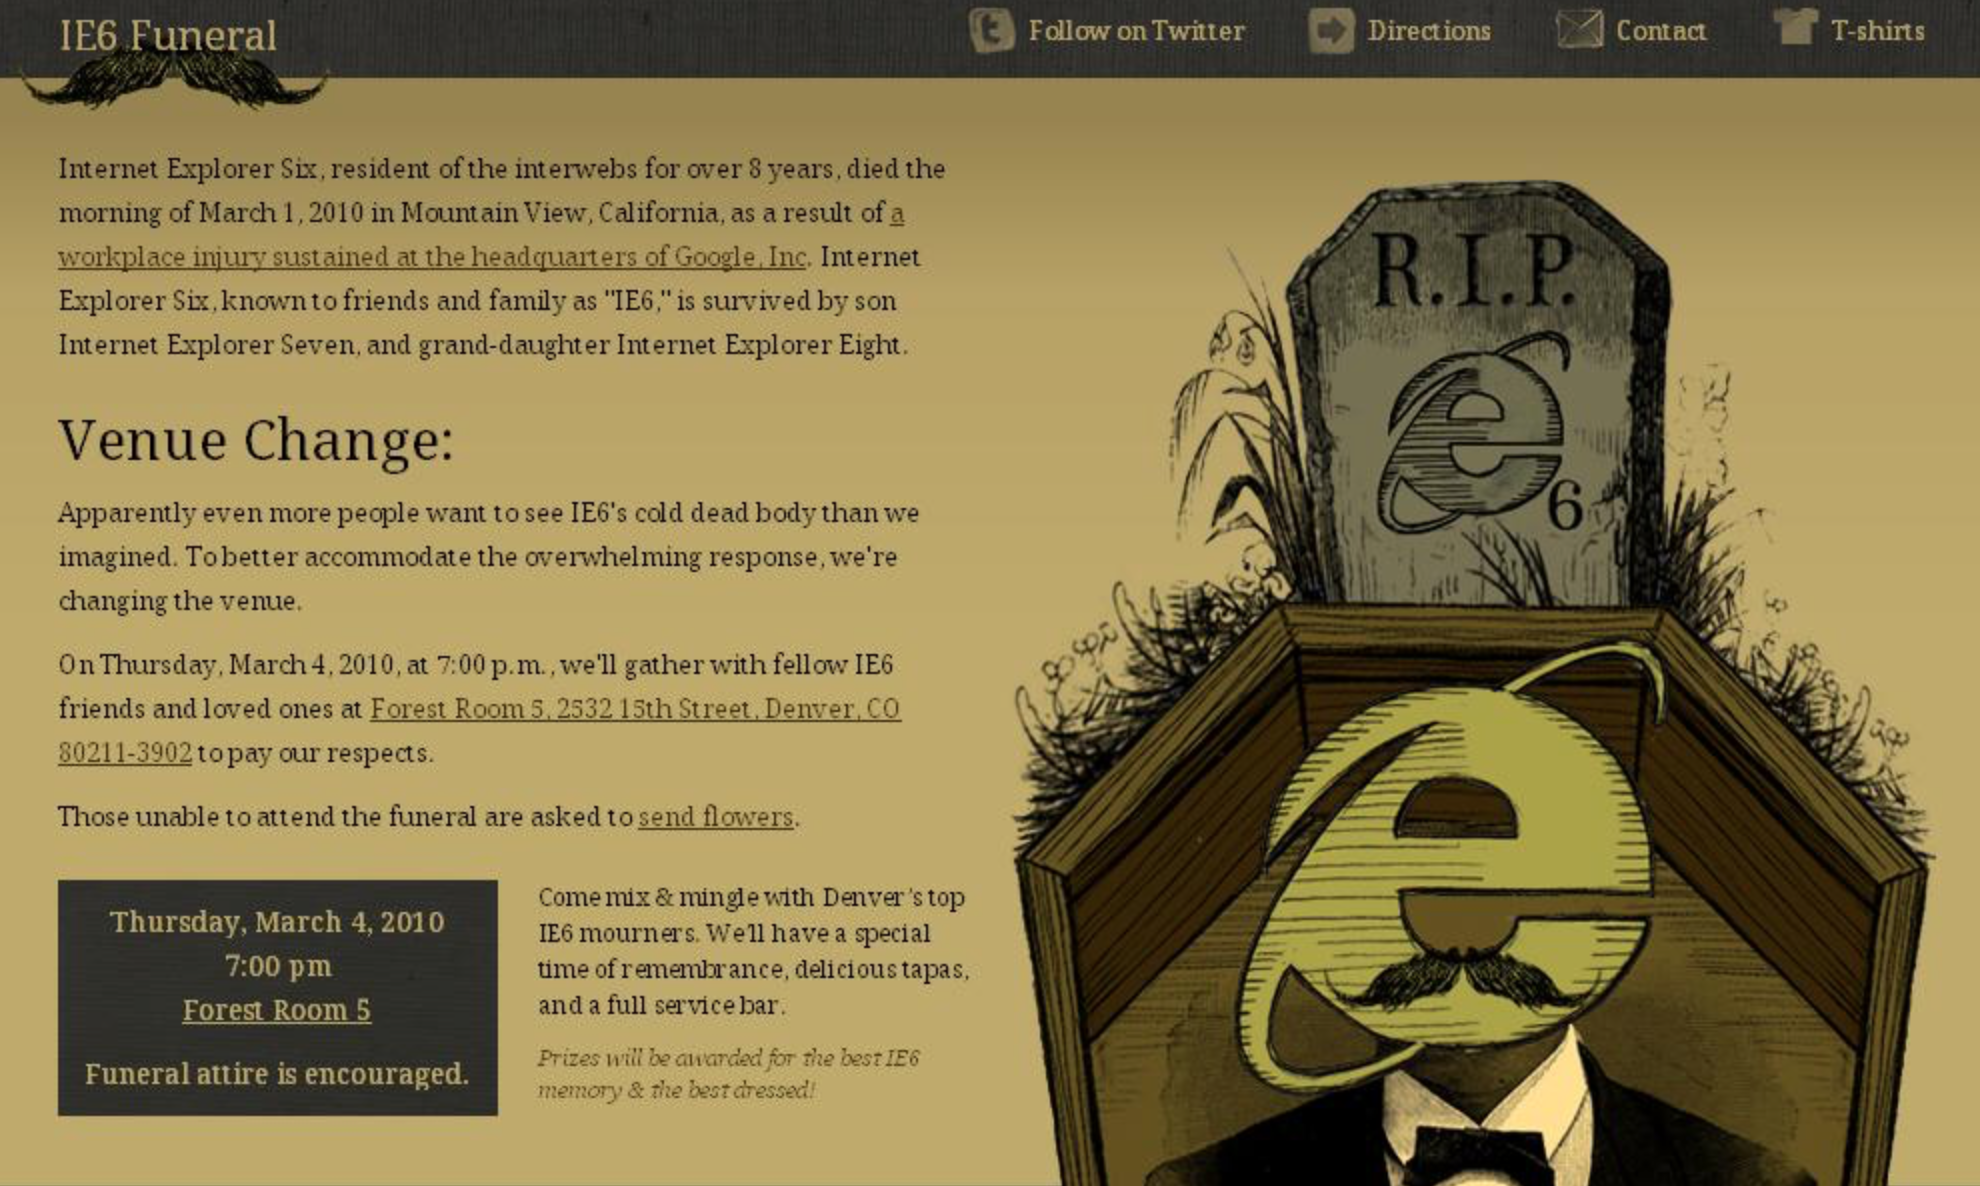 IE6 Funeral
Follow on Twitter
Directions
Contact
T-shirts
Internet Explorer Six, resident of the interwebs for over 8 years, died the
morning of March 1, 2010 in Mountain View, California, as a result of a
workplace injury sustained at the headquarters of Google, Inc. Internet
Explorer Six, known to friends and family as "IE6," is survived by son
Internet Explorer Seven, and grand-daughter Internet Explorer Eight.
Venue Change:
Apparently even more people want to see IE6's cold dead body than we
imagined. To better accommodate the overwhelming response, we're
changing the venue.
On Thursday, March 4, 2010, at 7:00 p.m., we'll gather with fellow IE6
friends and loved ones at Forest Room 5, 2532 15th Street, Denver, CO
80211-3902 to pay our respects.
Those unable to attend the funeral are asked to send flowers.
Thursday, March 4, 2010
7:00 pm
Forest Room 5
Funeral attire is encouraged.
Come mix & mingle with Denver's top
IE6 mourners. We'll have a special
time of remembrance, delicious tapas,
and a full service bar.
Prizes will be awarded for the best IE6
memory & the best dressed!
R.I.P.
e6
e